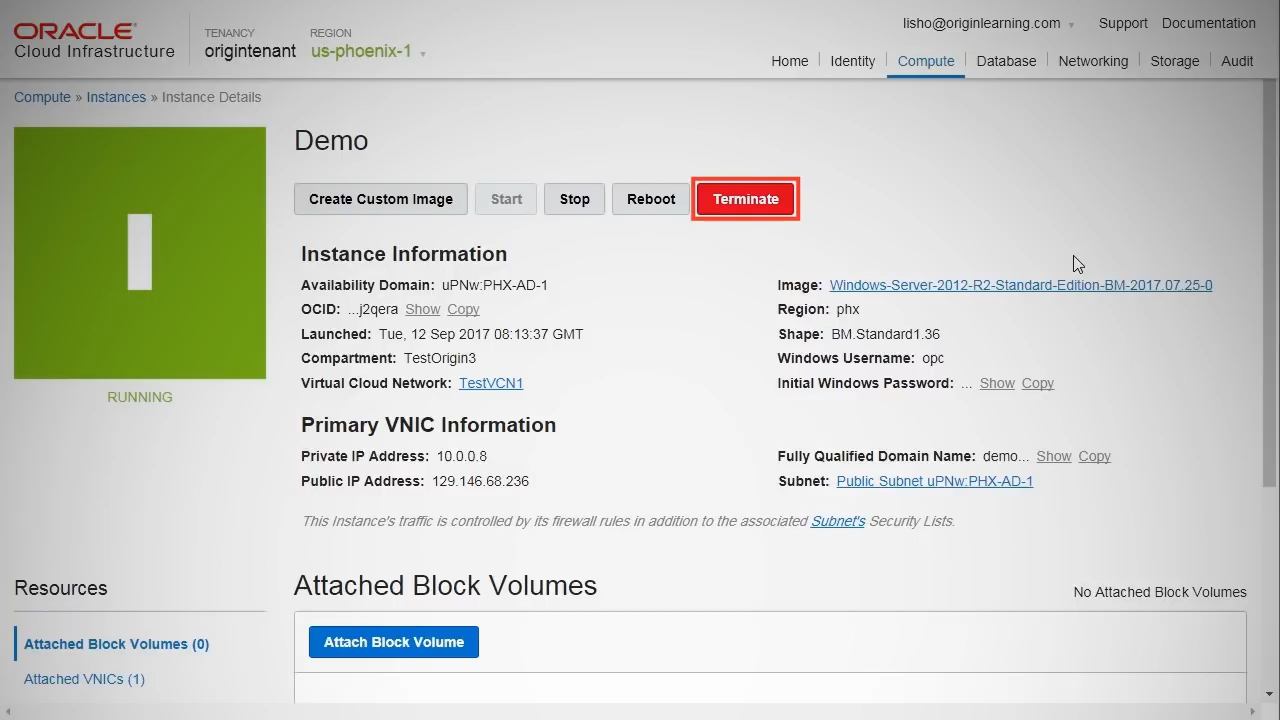 ORACLE
Cloud Infrastructure
TENANCY
origintenant
REGION
us-phoenix-1
lisho@originlearning.com
Support
Documentation
Home
Identity
Compute
Database
Networking
Storage
Audit
Compute » Instances » Instance Details
RUNNING
Demo
Create Custom Image
Start
Stop
Reboot
Terminate
Instance Information
Availability Domain: uPNw:PHX-AD-1
OCID: ...j2qera Show Copy
Launched: Tue, 12 Sep 2017 08:13:37 GMT
Compartment: TestOrigin3
Virtual Cloud Network: TestVCN1
Image: Windows-Server-2012-R2-Standard-Edition-BM-2017.07.25-0
Region: phx
Shape: BM.Standard1.36
Windows Username: opc
Initial Windows Password: ... Show Copy
Primary VNIC Information
Private IP Address: 10.0.0.8
Public IP Address: 129.146.68.236
Fully Qualified Domain Name: demo... Show Copy
Subnet: Public Subnet uPNw:PHX-AD-1
This Instance's traffic is controlled by its firewall rules in addition to the associated Subnet's Security Lists.
Resources
Attached Block Volumes (0)
Attached VNICs (1)
Attached Block Volumes
No Attached Block Volumes
Attach Block Volume